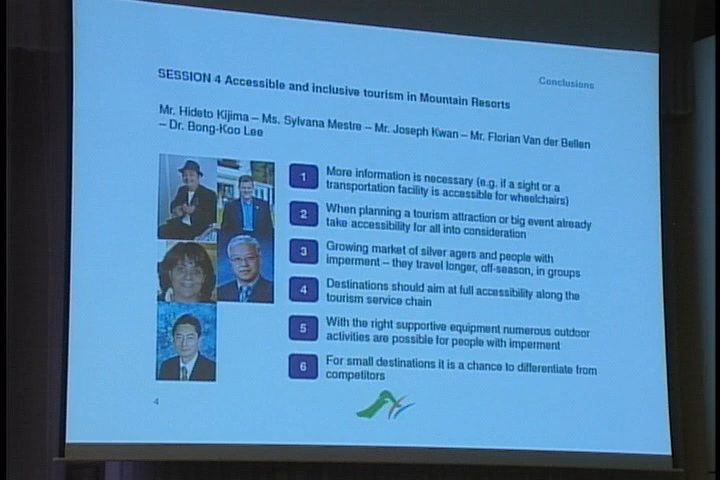 Conclusions
SESSION 4 Accessible and inclusive tourism in Mountain Resorts
Mr. Hideto Kijima – Ms. Sylvana Mestre – Mr. Joseph Kwan – Mr. Florian Van der Bellen
– Dr. Bong-Koo Lee
1 More information is necessary (e.g. if a sight or a
transportation facility is accessible for wheelchairs)
2 When planning a tourism attraction or big event already
take accessibility for all into consideration
3 Growing market of silver agers and people with
imperment – they travel longer, off-season, in groups
4 Destinations should aim at full accessibility along the
tourism service chain
5 With the right supportive equipment numerous outdoor
activities are possible for people with imperment
6 For small destinations it is a chance to differentiate from
competitors
4